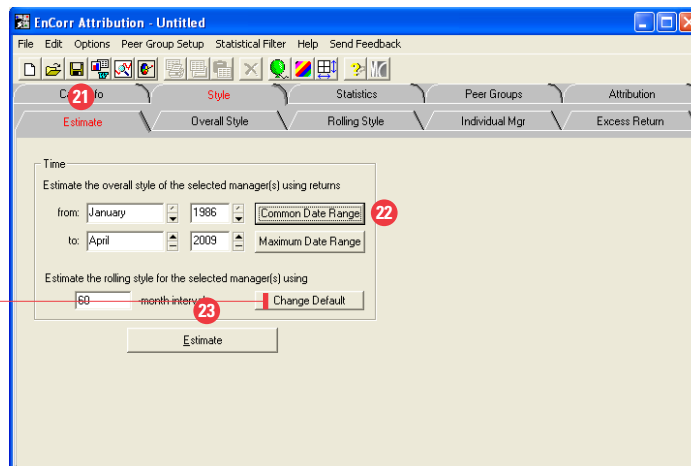 EnCorr Attribution - Untitled
File Edit Options Peer Group Setup Statistical Filter Help Send Feedback
21 Style Statistics Peer Groups Attribution
Estimate Overall Style Rolling Style Individual Mgr Excess Return
Time
Estimate the overall style of the selected manager(s) using returns
from: January 1986 Common Date Range 22
to: April 2009 Maximum Date Range
Estimate the rolling style for the selected manager(s) using
60 -month Change Default
23
Estimate